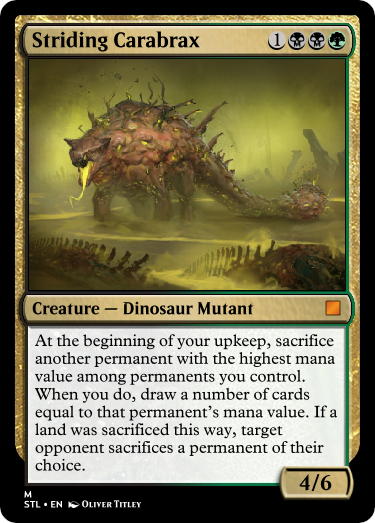 Striding Carabrax
1
Creature — Dinosaur Mutant
At the beginning of your upkeep, sacrifice
another permanent with the highest mana
value among permanents you control.
When you do, draw a number of cards
equal to that permanent's mana value. If a
land was sacrificed this way, target
opponent sacrifices a permanent of their
choice.
4/6
M
STL • EN Oliver Titley